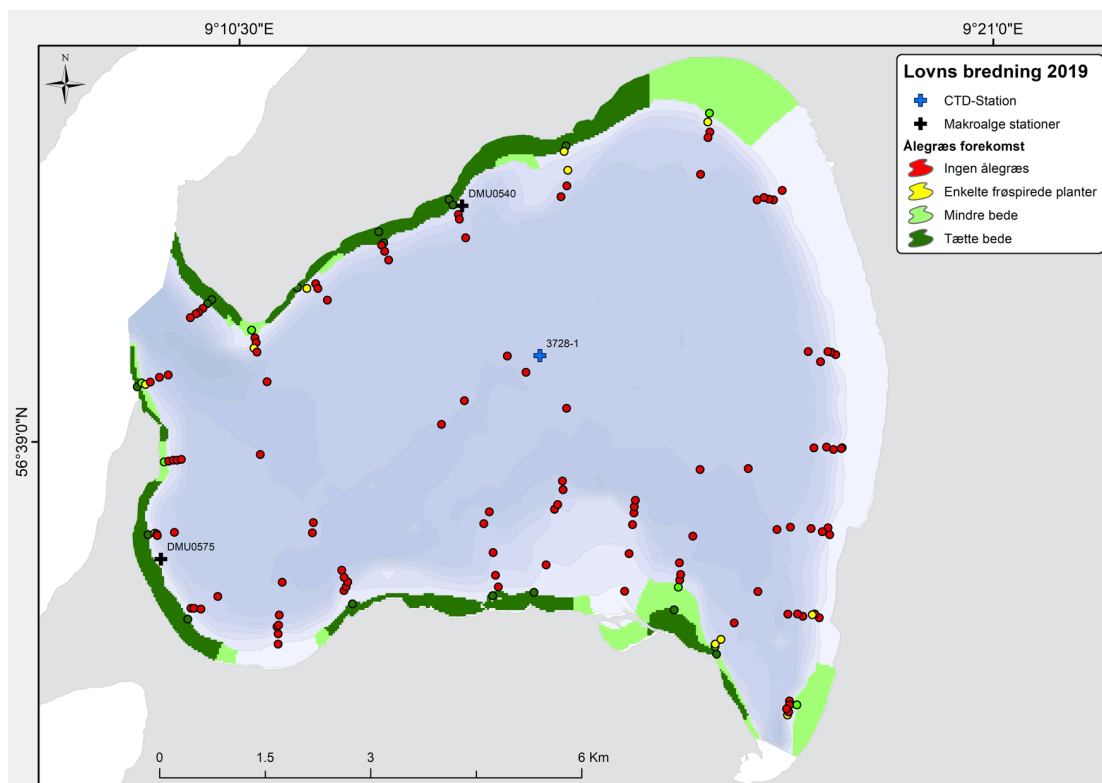 9°10'30"E
9°21'0"E
N
Lovns bredning 2019
CTD-Station
Makroalge stationer
Ålegræs forekomst
Ingen ålegræs
Enkelte frøspirede planter
Mindre bede
Tætte bede
DMU0540
3728-1
56°39'0"N
DMU0575
0 1.5 3 6 Km